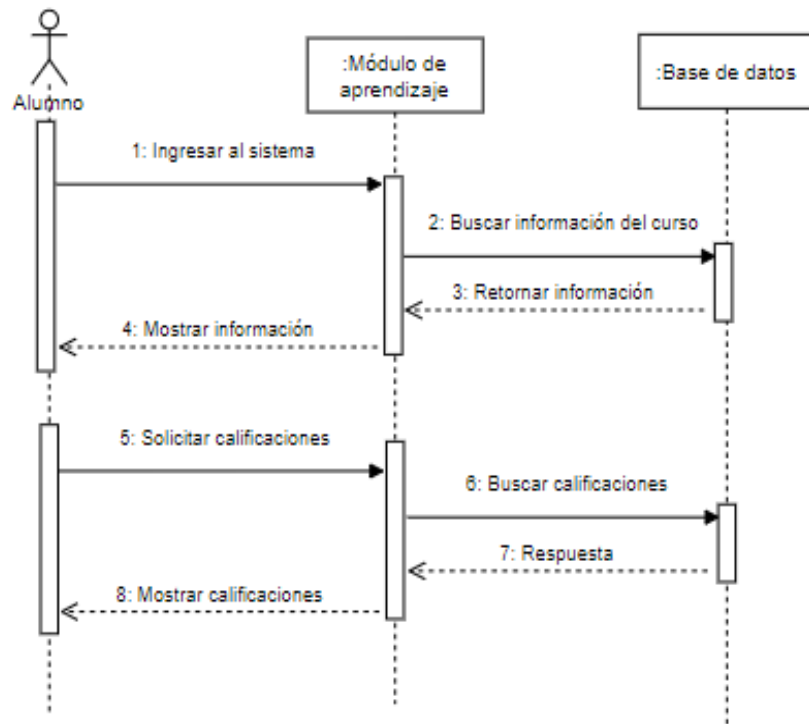 :Módulo de
aprendizaje
:Base de datos
Alumno
1: Ingresar al sistema
2: Buscar información del curso
3: Retornar información
4: Mostrar información
5: Solicitar calificaciones
6: Buscar calificaciones
7: Respuesta
8: Mostrar calificaciones